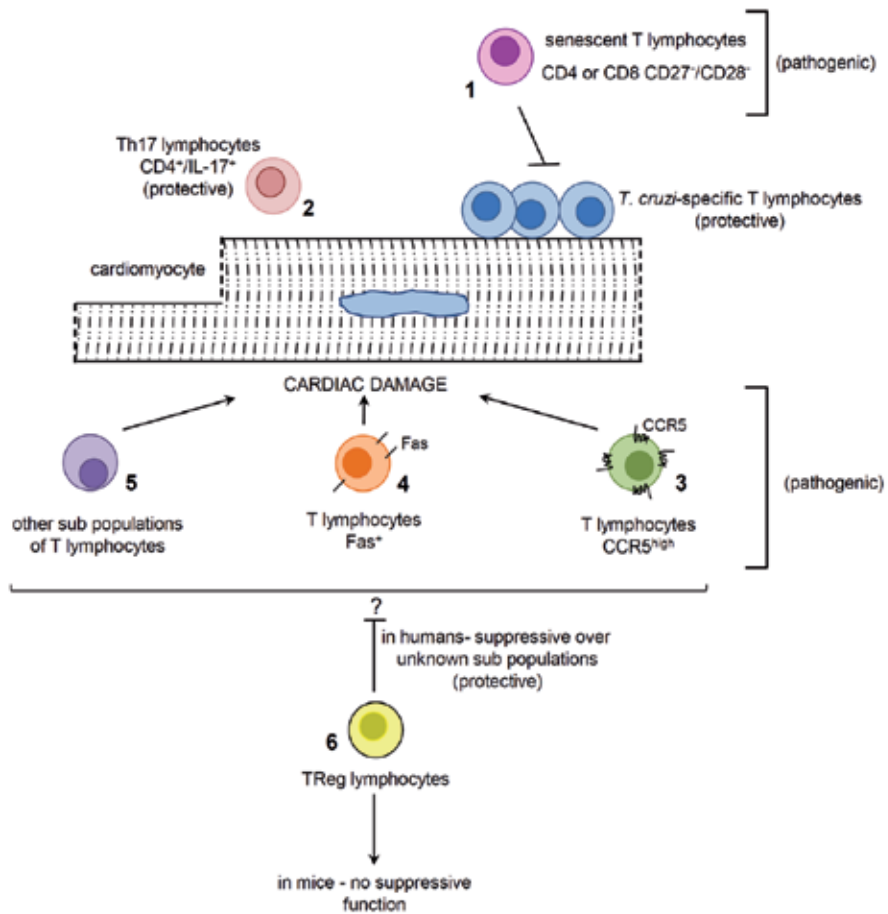 senescent T lymphocytes
CD4 or CD8 CD27⁻/CD28⁻
(pathogenic)
1
Th17 lymphocytes
CD4⁺/IL-17⁺
(protective)
2
T. cruzi-specific T lymphocytes
(protective)
cardiomyocyte
CARDIAC DAMAGE
CCR5
Fas
5
4
3
(pathogenic)
other sub populations
of T lymphocytes
T lymphocytes
Fas⁺
T lymphocytes
CCR5ʰⁱᵍʰ
?
in humans- suppressive over
unknown sub populations
(protective)
6
TReg lymphocytes
in mice - no suppressive
function